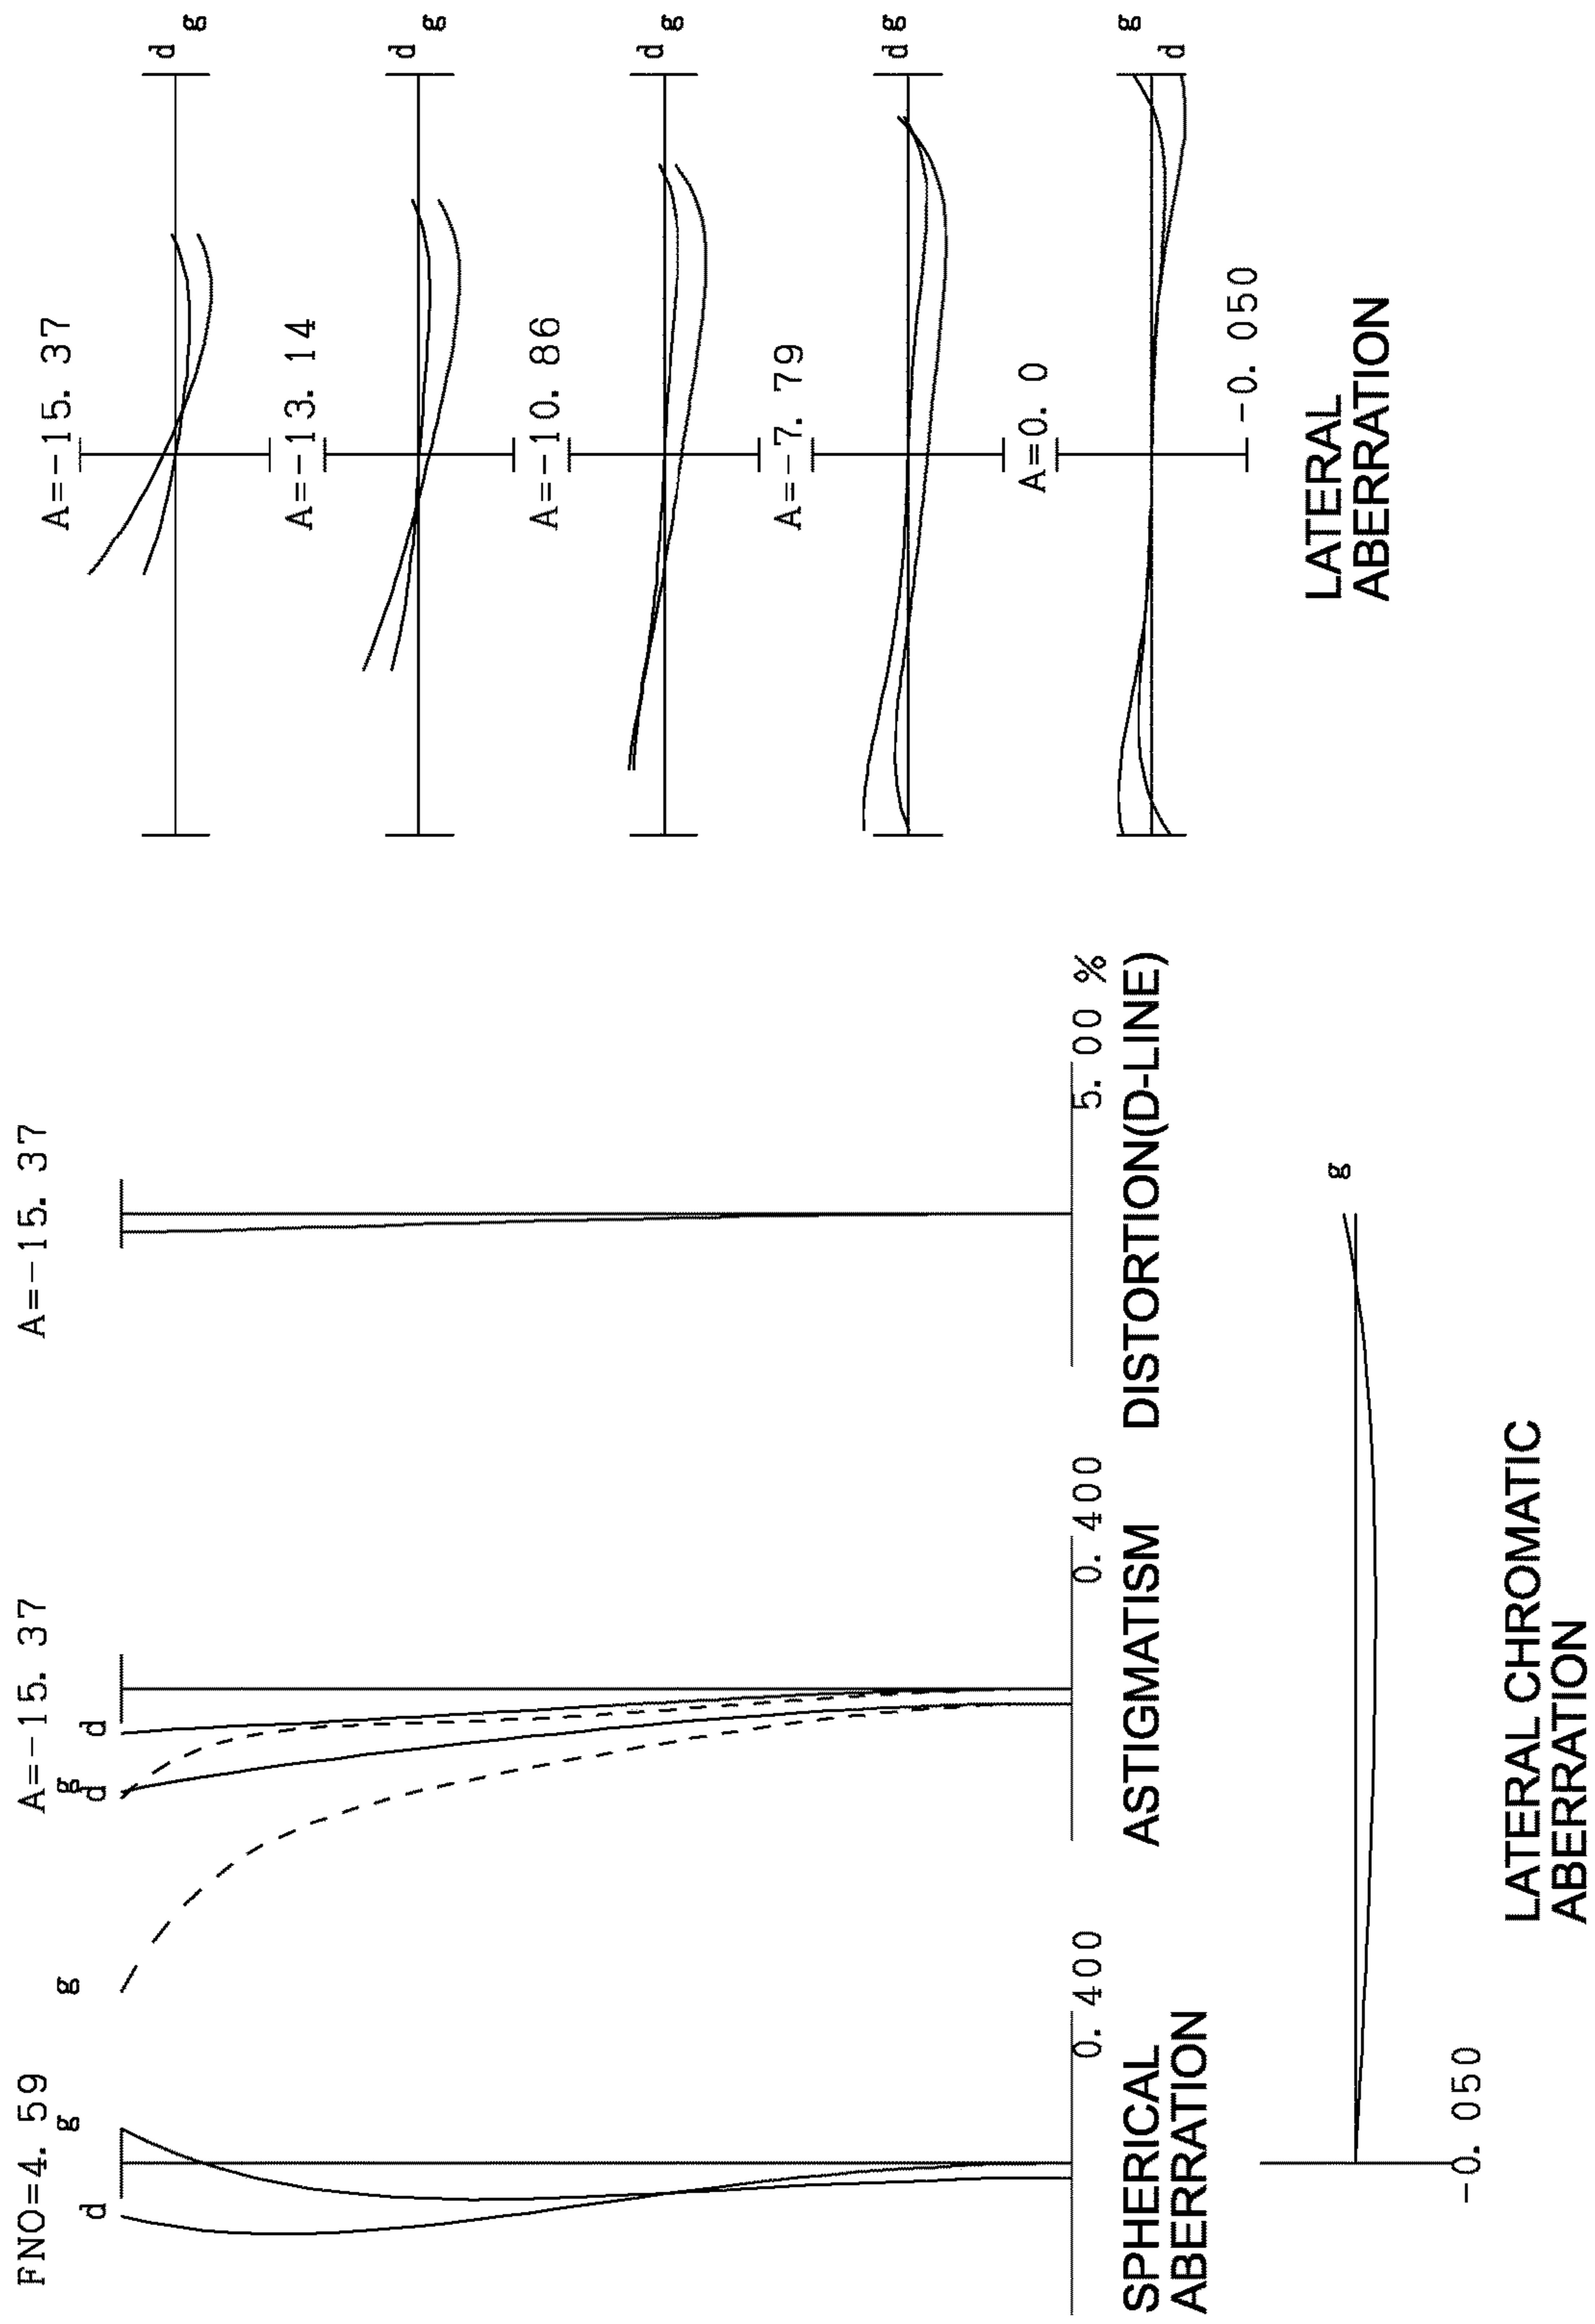 FNO=4. 59
d
g
0. 400
SPHERICAL
ABERRATION
A=-15. 37
g
g
d
d
0. 400
ASTIGMATISM
A=-15. 37
5. 00 %
DISTORTION(D-LINE)
g
-0. 050
LATERAL CHROMATIC
ABERRATION
A=-15. 37
d
g
A=-13. 14
d
g
A=-10. 86
d
g
A=-7. 79
d
g
A=0. 0
g
d
-0. 050
LATERAL
ABERRATION